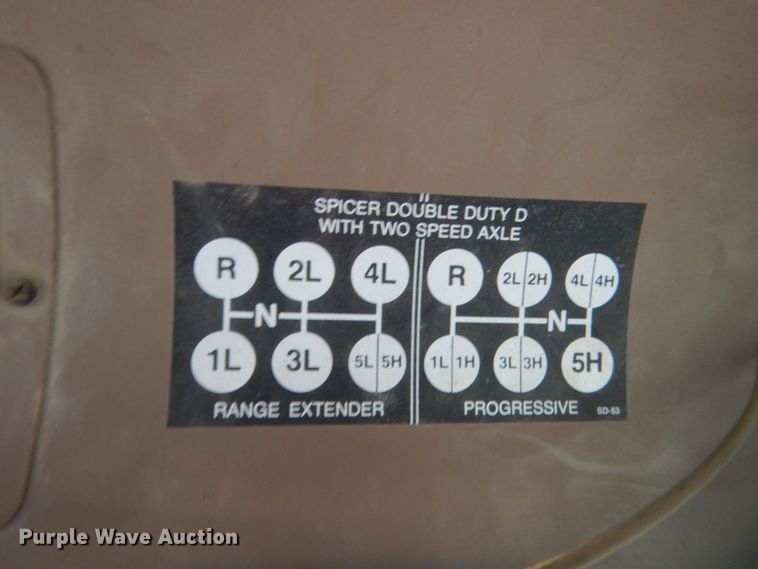 SPICER DOUBLE DUTY D
WITH TWO SPEED AXLE
R 2L 4L R 2L 2H 4L 4H
N N
1L 3L 5L 5H 1L 1H 3L 3H 5H
RANGE EXTENDER PROGRESSIVE SD-53
Purple Wave Auction